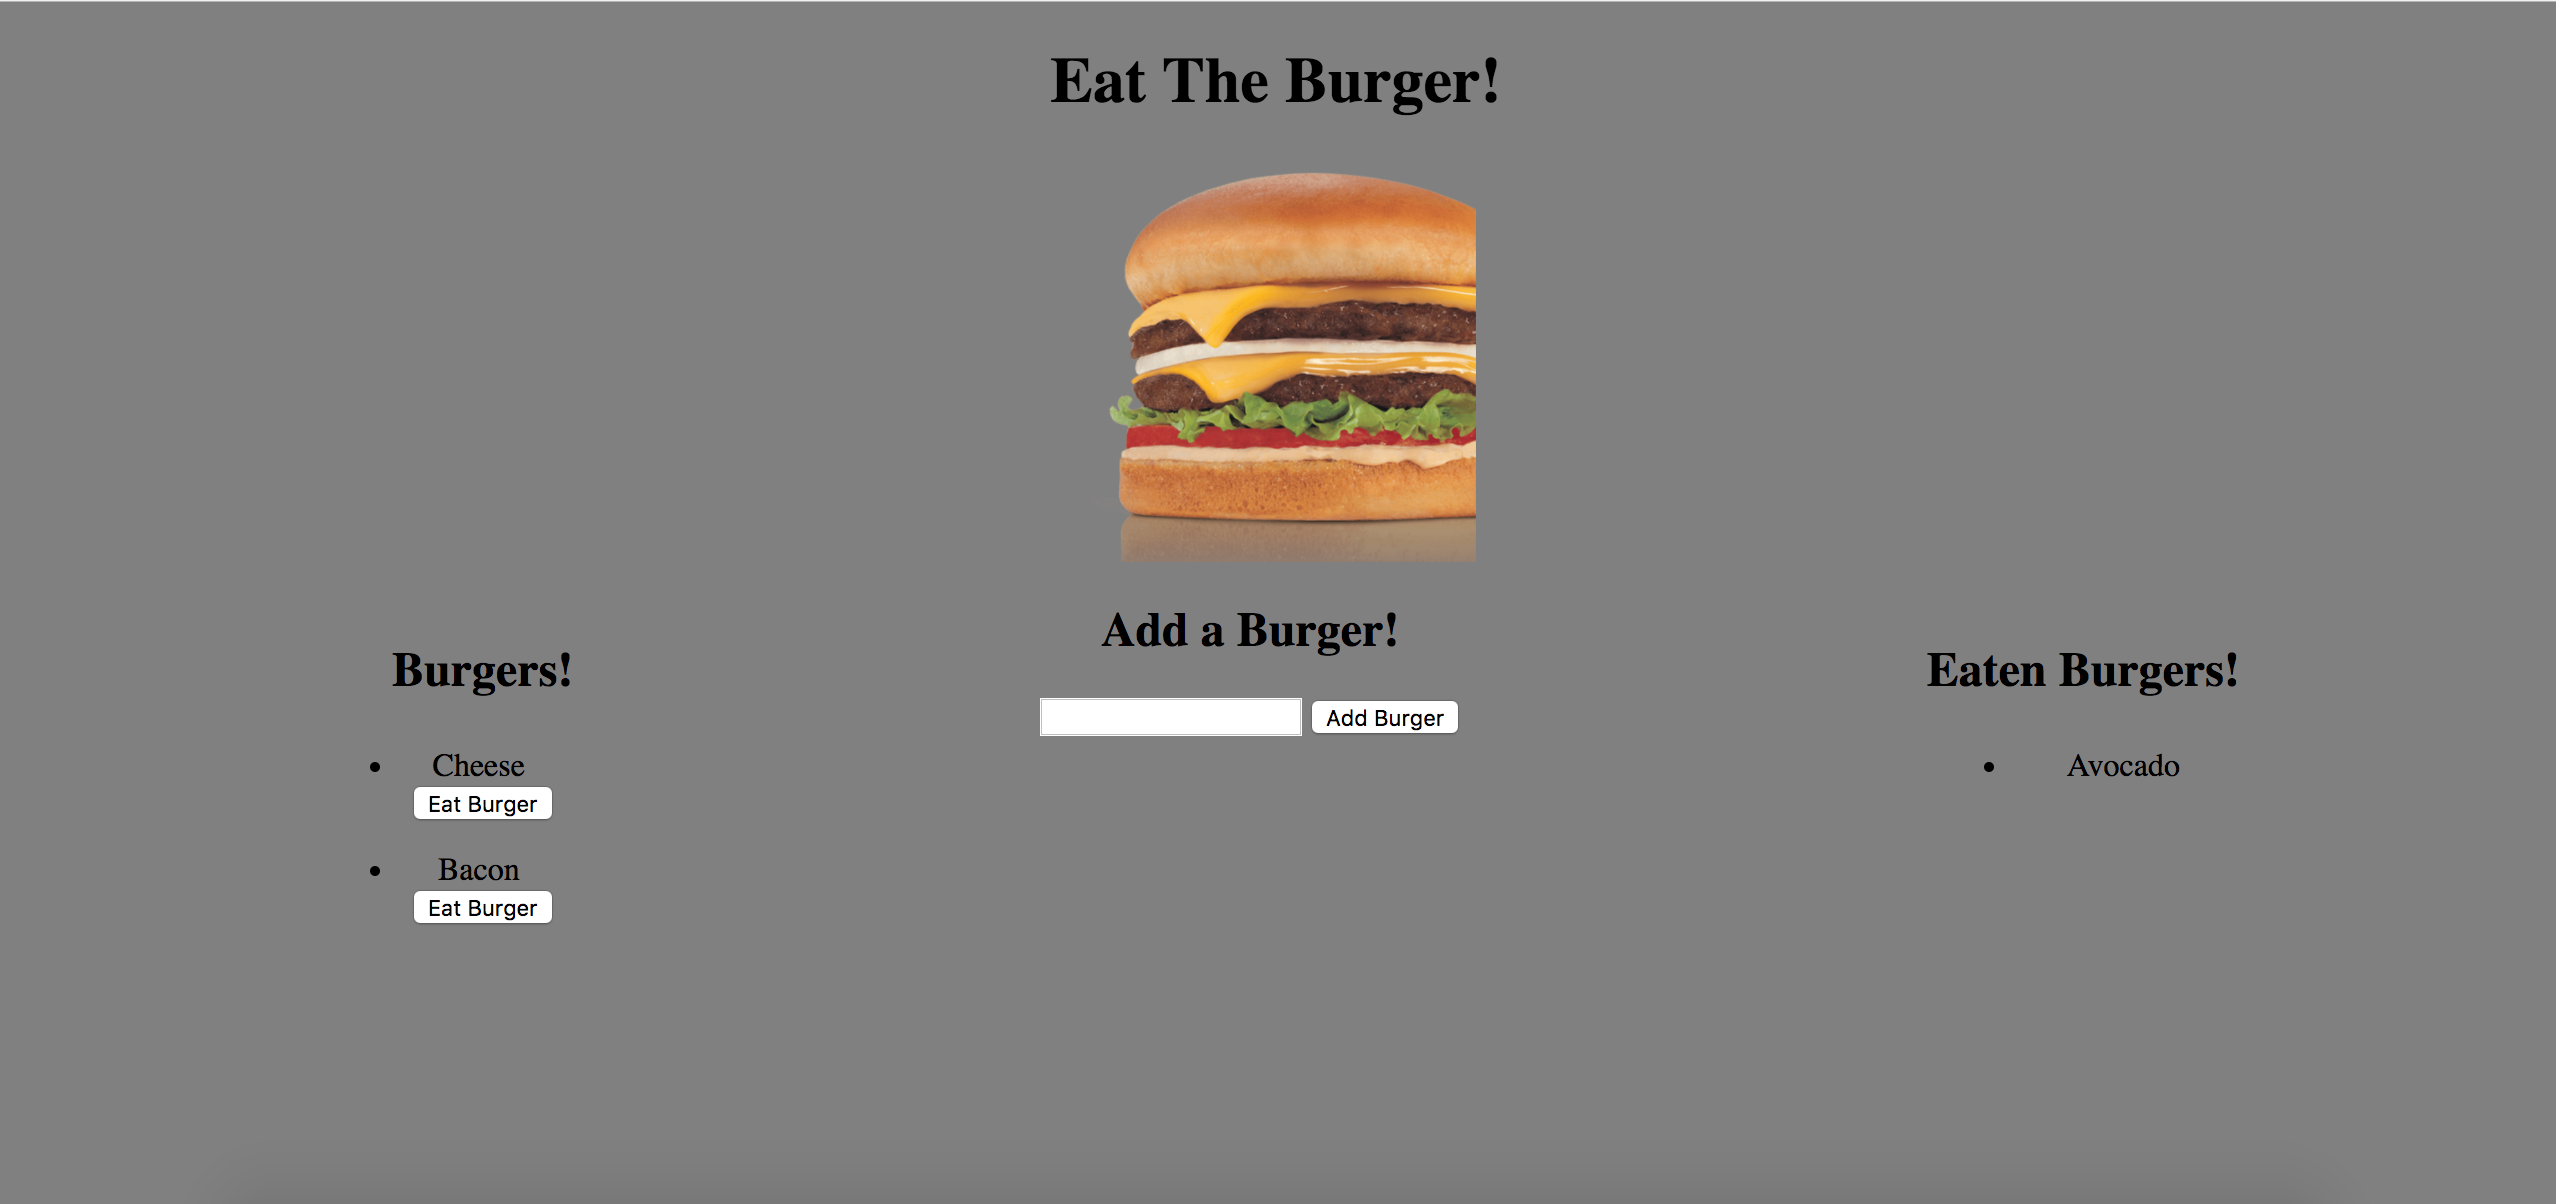 Eat The Burger!
Burgers!
Cheese
Eat Burger
Bacon
Eat Burger
Add a Burger!
Add Burger
Eaten Burgers!
Avocado